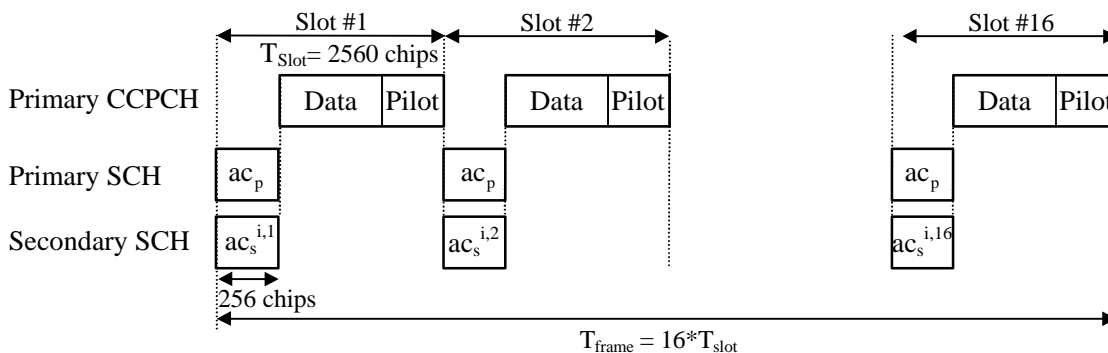 Slot #1 Slot #2 Slot #16
T_Slot= 2560 chips
Primary CCPCH Data Pilot Data Pilot Data Pilot
Primary SCH ac_p ac_p ac_p
Secondary SCH ac_s^i,1 ac_s^i,2 ac_s^i,16
256 chips
T_frame = 16*T_slot